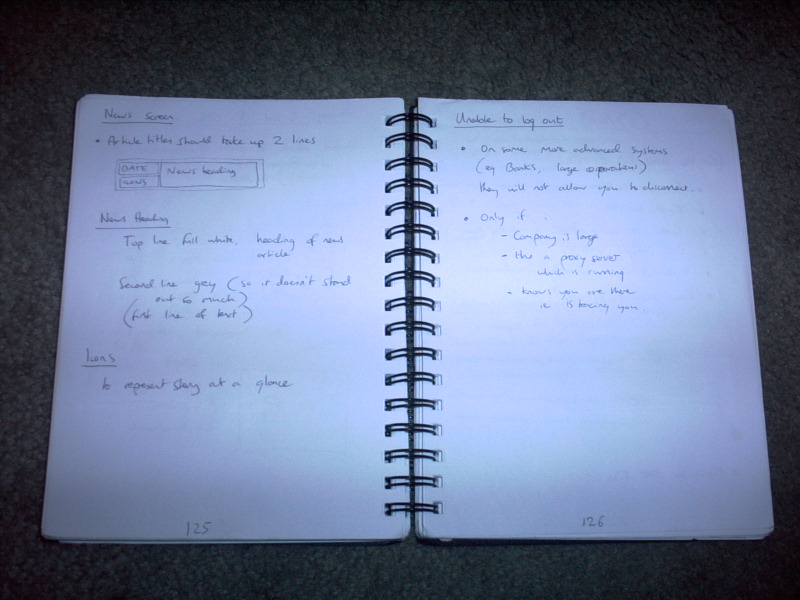 News Screen
• Article titles should take up 2 lines
DATE
ICONS
News heading
News Heading
Top line full white, heading of news
article
Second line grey (so it doesn't stand
out so much)
(first line of text)
Icons
to represent story at a glance
125
Unable to log out
• On some more advanced systems
(eg Banks, large corporations)
they will not allow you to disconnect.
• Only if :
- Company is large
- this a proxy server
which is running
- knows you are there
ie is tracing you.
126